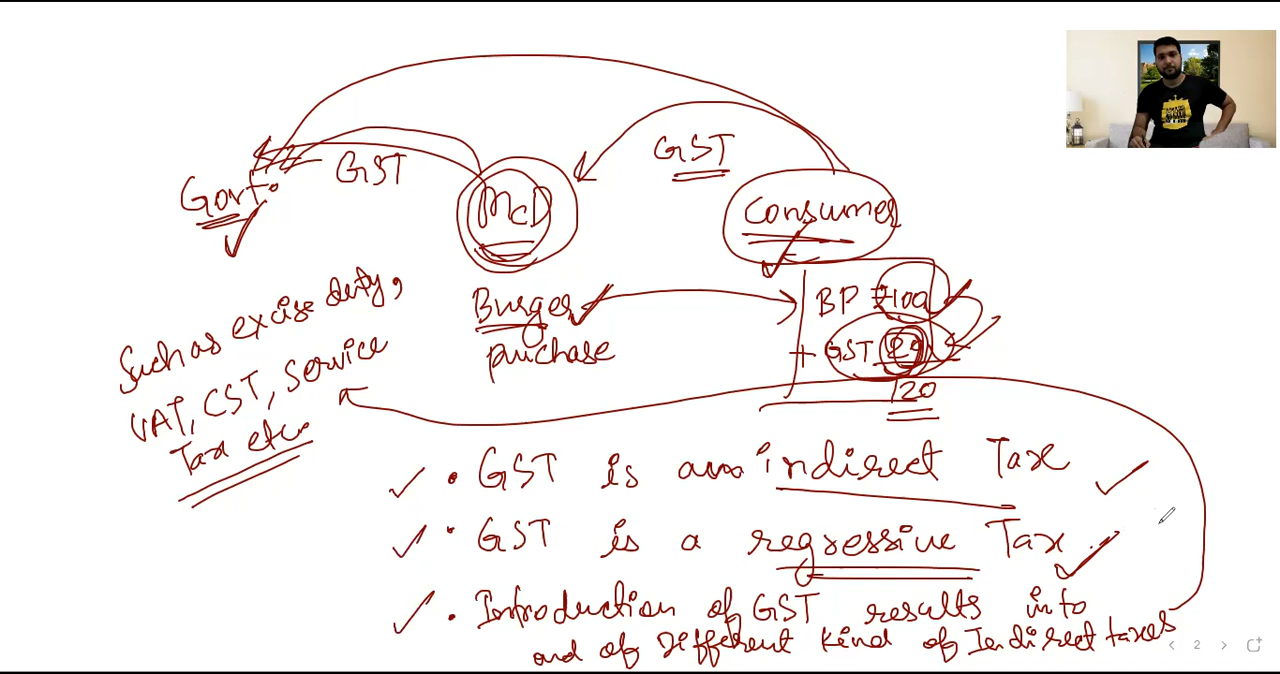 GST
GST
Govt.
McD
Consumer
Such as excise duty,
VAT, CST, Service
Tax etc.
Burger
purchase
BP ₹100
+ GST 20
120
• GST is an indirect Tax
• GST is a regressive Tax.
• Introduction of GST results into
end of Different kind of Indirect taxes
2